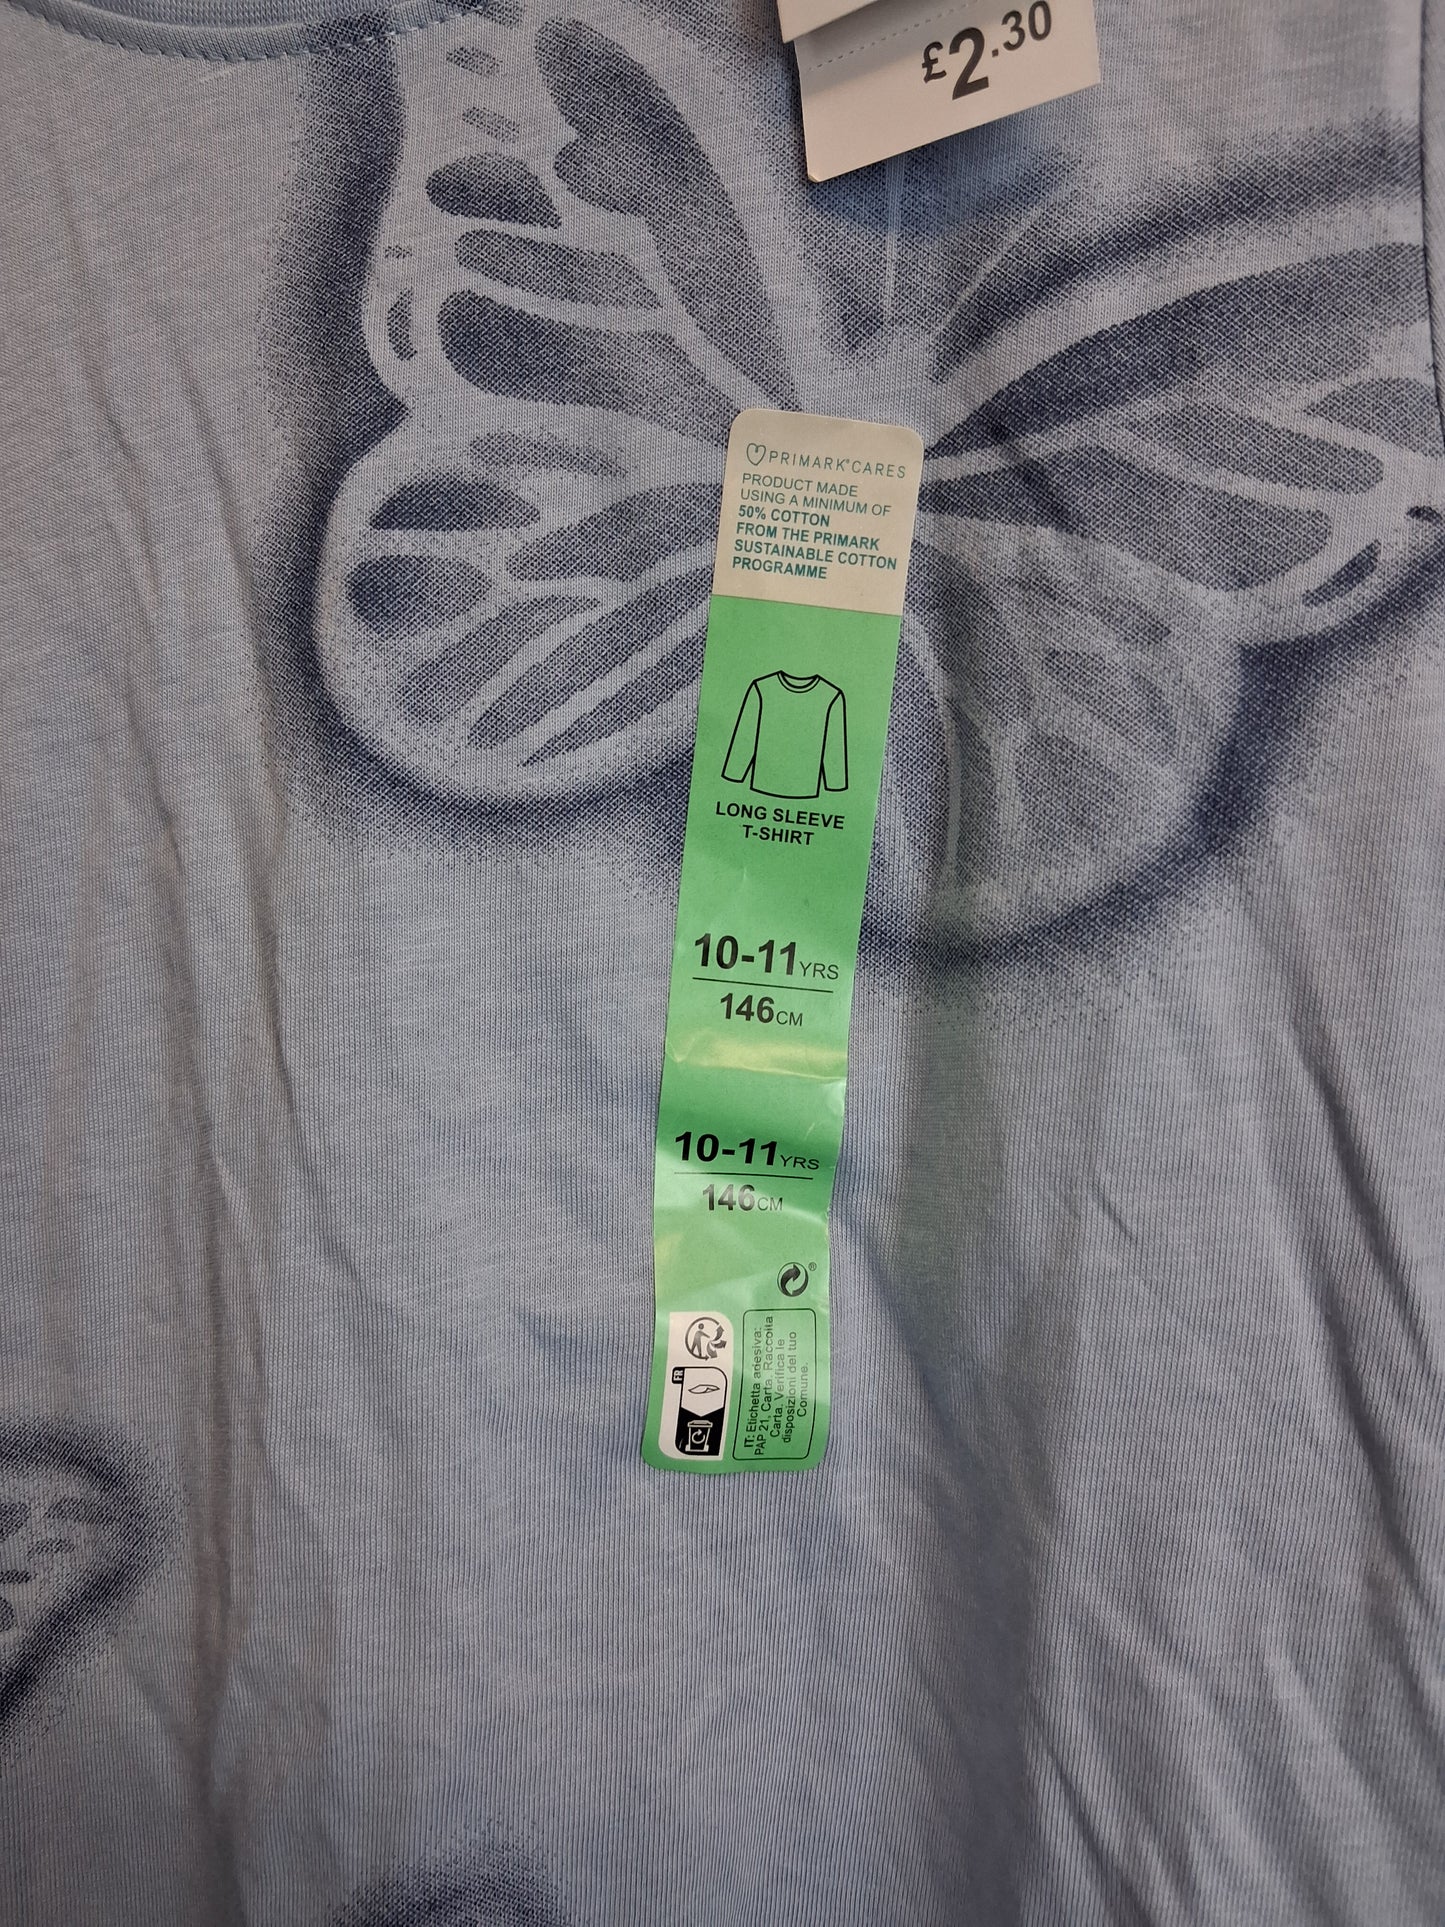 £2.30
PRIMARK®CARES
PRODUCT MADE
USING A MINIMUM OF
50% COTTON
FROM THE PRIMARK
SUSTAINABLE COTTON
PROGRAMME
LONG SLEEVE
T-SHIRT
10-11YRS
146CM
10-11YRS
146CM
®
FR
IT: Etichetta adesiva:
PAP 21, Carta. Raccolta
Carta. Verifica le
disposizioni del tuo
Comune.